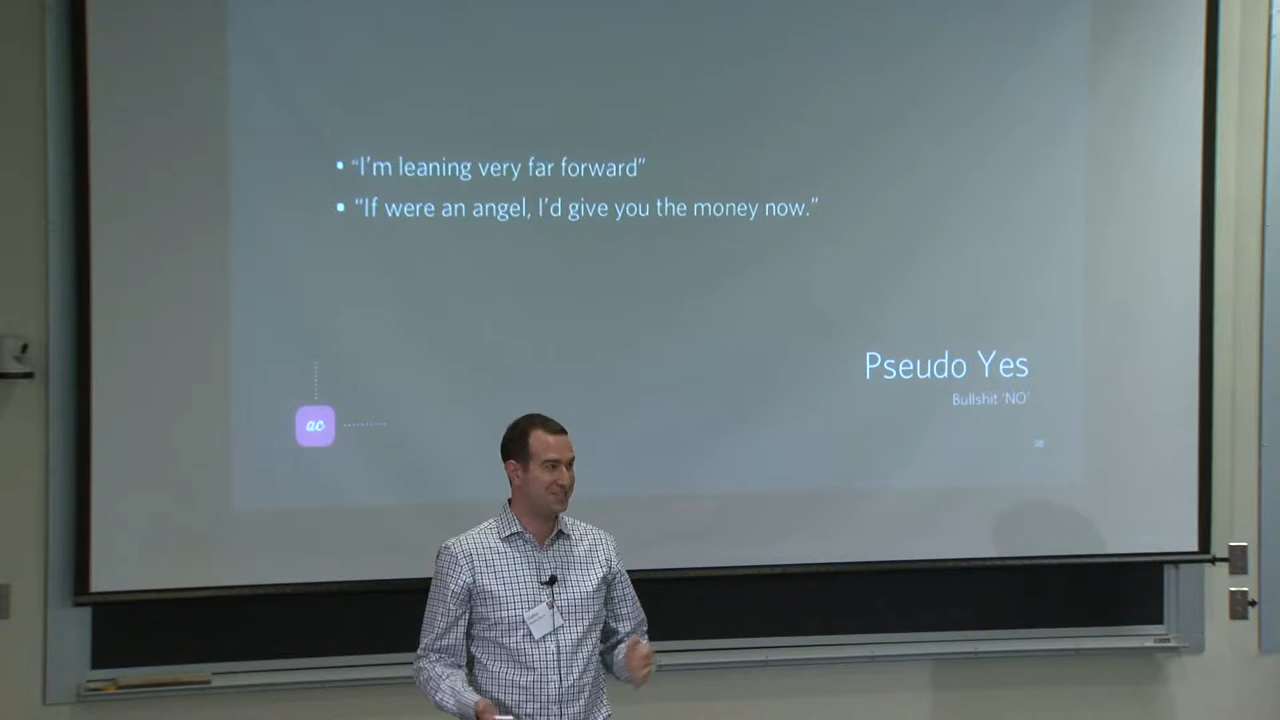 • “I'm leaning very far forward”
• “If were an angel, I'd give you the money now.”
Pseudo Yes
Bullshit ‘NO’
ac